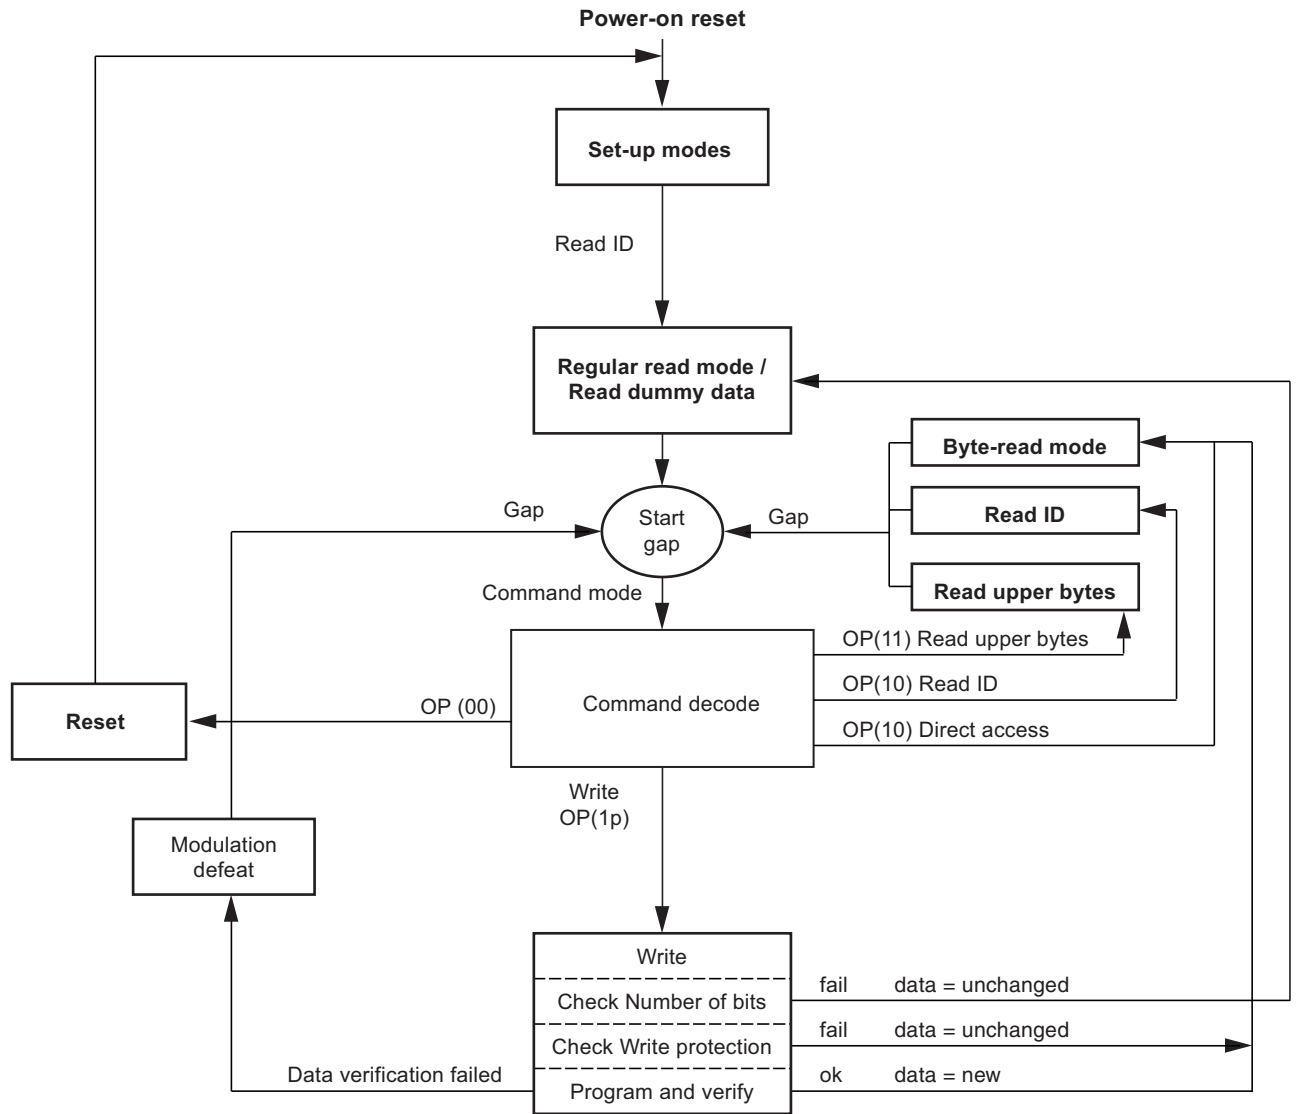 Power-on reset
Set-up modes
Read ID
Regular read mode /
Read dummy data
Byte-read mode
Gap
Start
gap
Gap
Read ID
Command mode
Read upper bytes
OP(11) Read upper bytes
OP(10) Read ID
Command decode
OP (00)
Reset
OP(10) Direct access
Write
OP(1p)
Modulation
defeat
Write
Check Number of bits
fail data = unchanged
Check Write protection
fail data = unchanged
Data verification failed
Program and verify
ok data = new